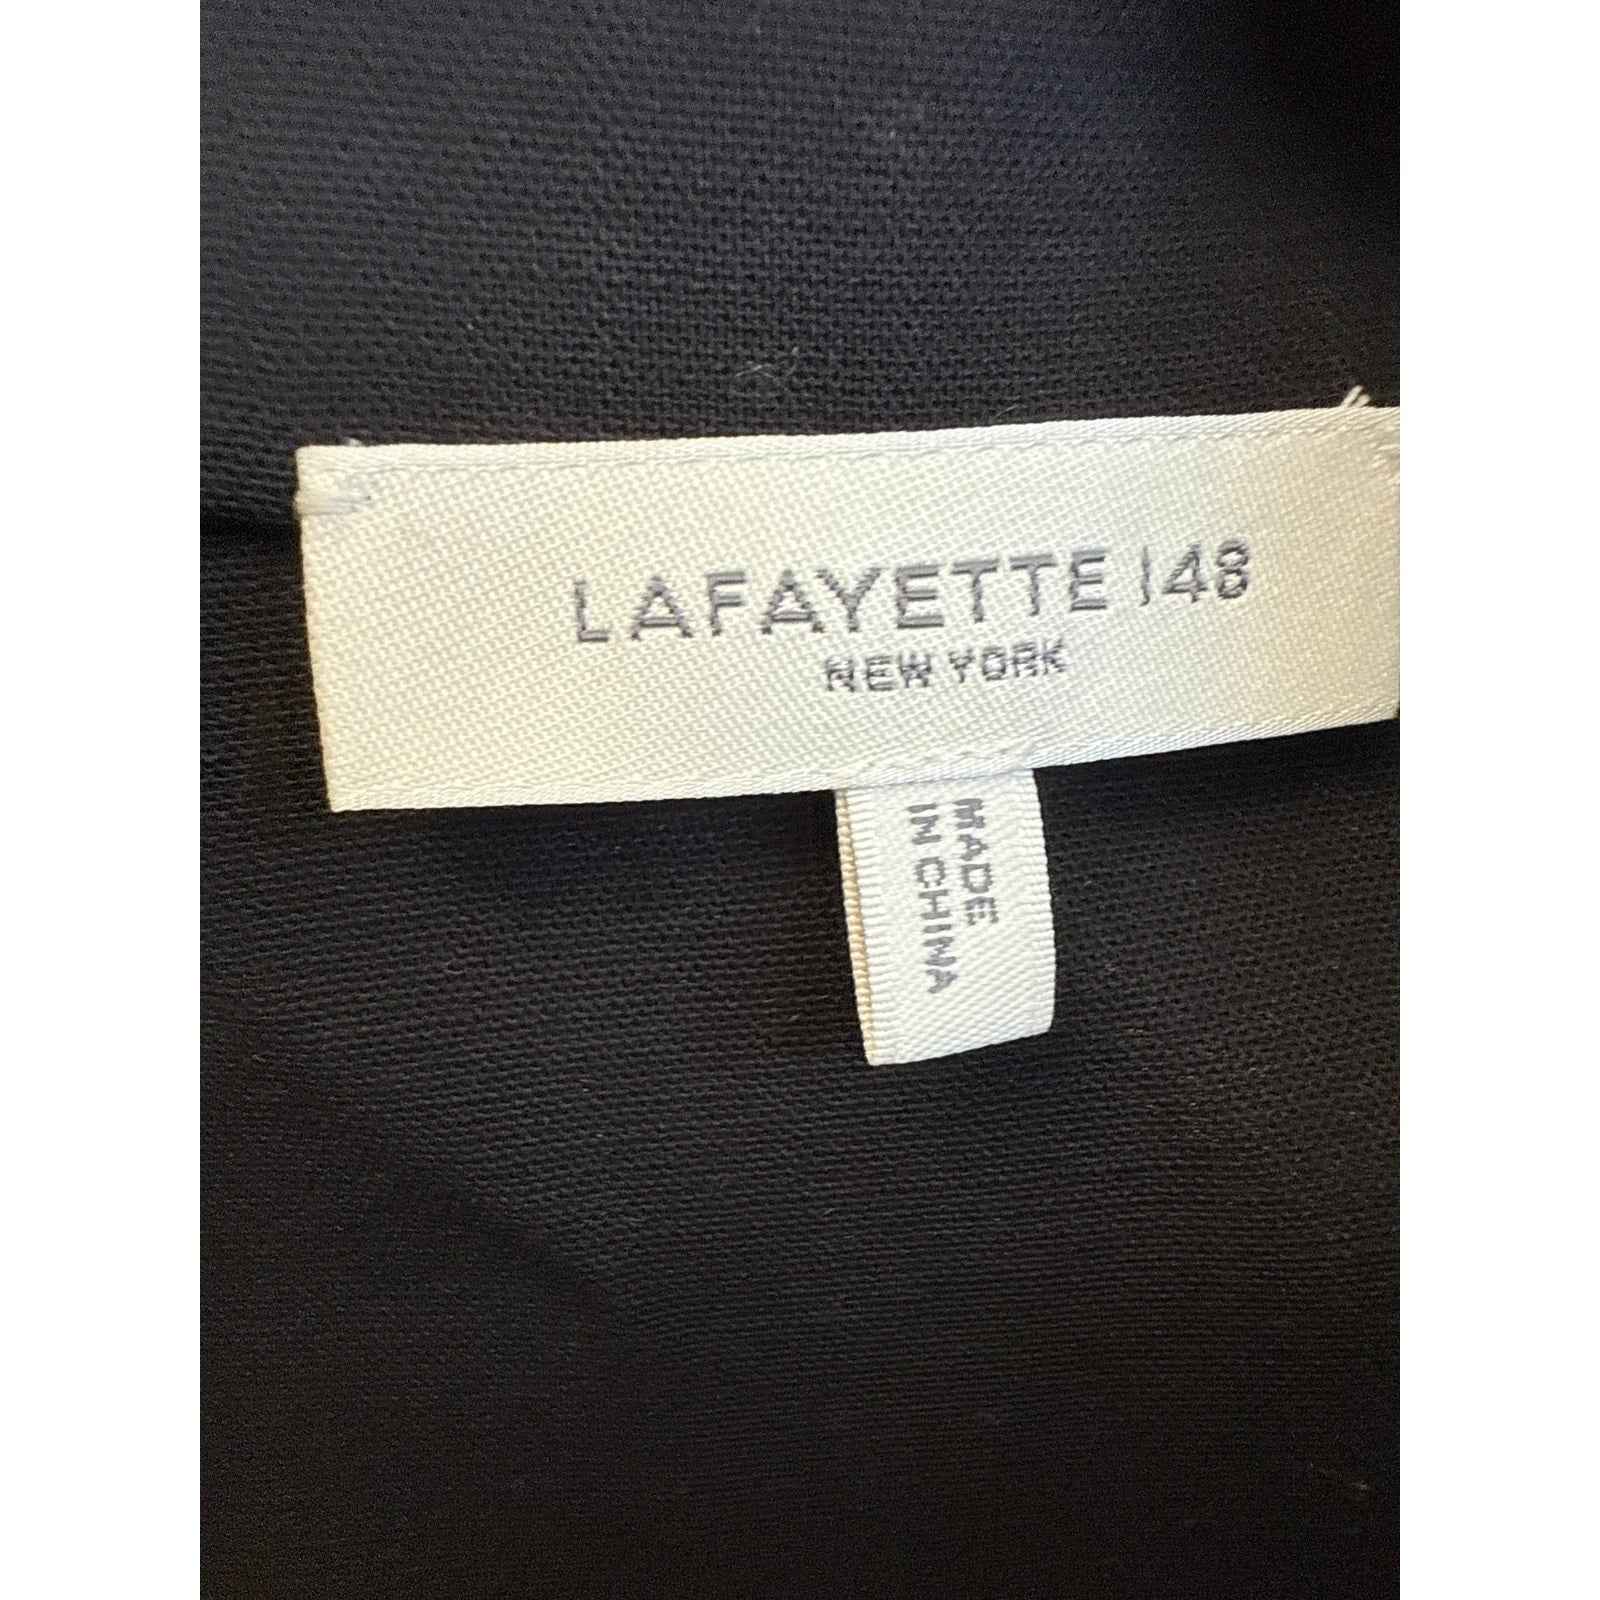 LAFAYETTE 148
NEW YORK
MADE
IN CHINA